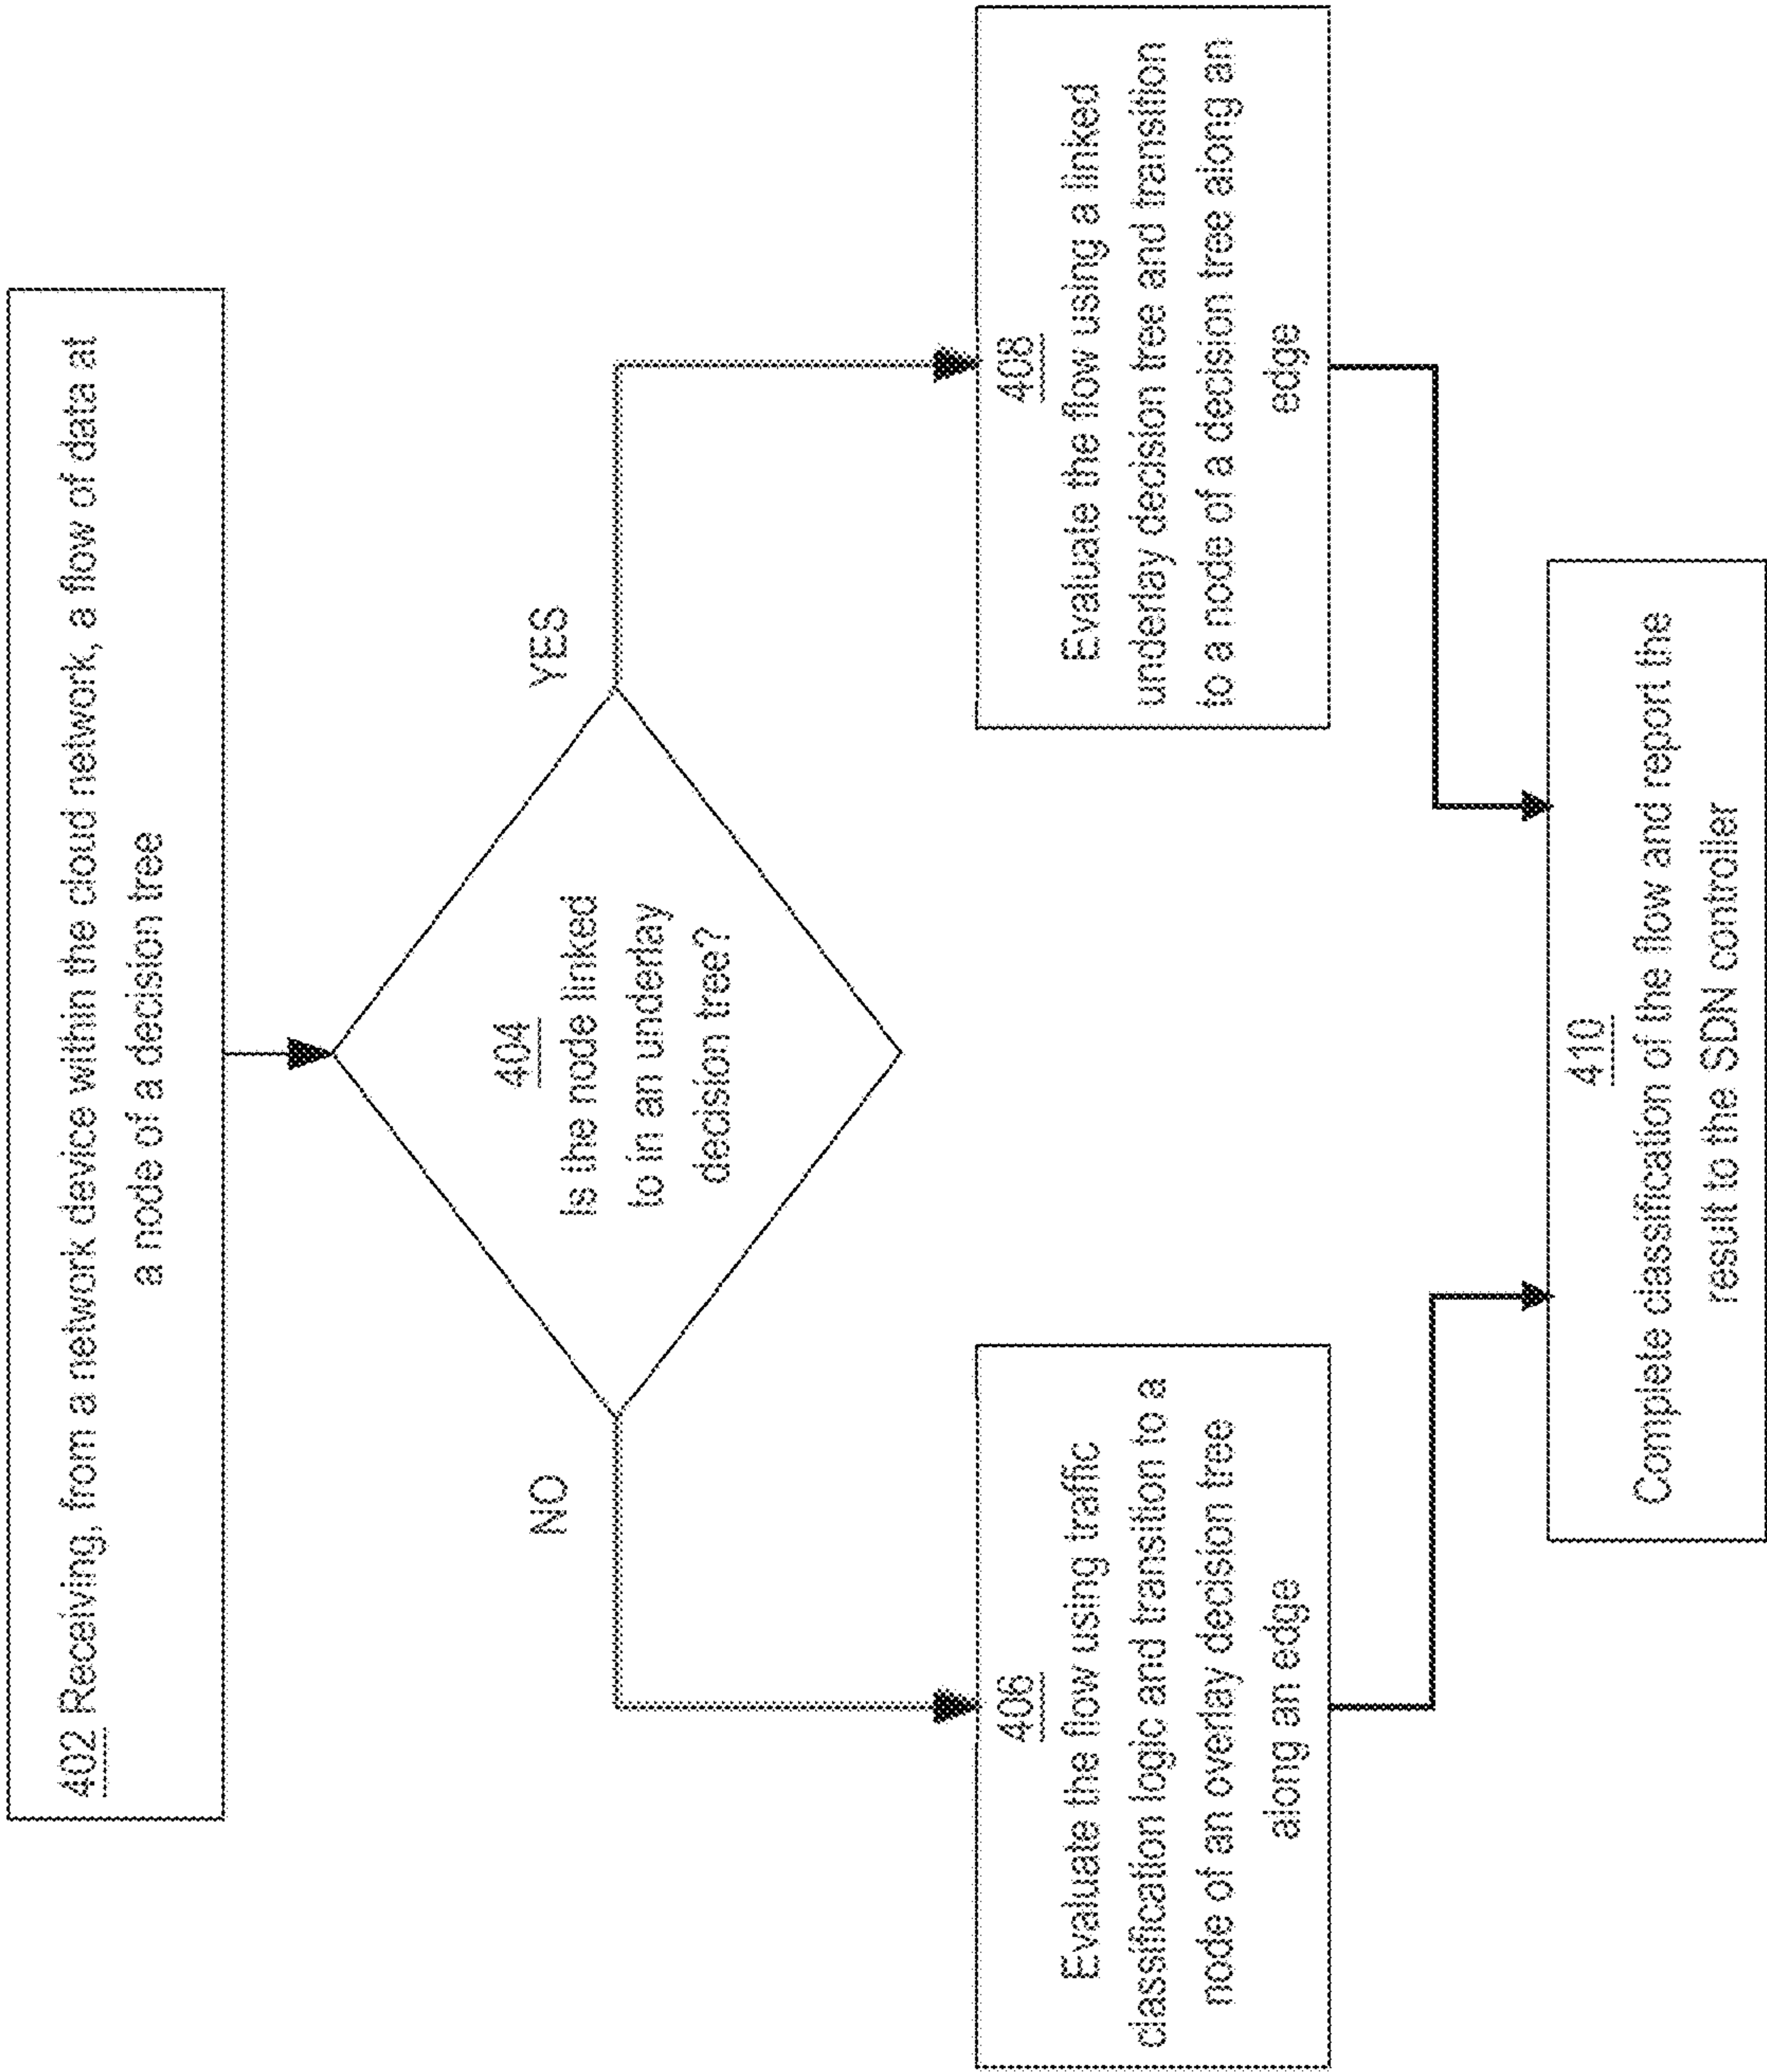 402 Receiving, from a network device within the cloud network, a flow of data at
a node of a decision tree
404
Is the node linked
to in an underlay
decision tree?
NO
YES
406
Evaluate the flow using traffic
classification logic and transition to a
node of an overlay decision tree
along an edge
408
Evaluate the flow using a linked
underlay decision tree and transition
to a node of a decision tree along an
edge
410
Complete classification of the flow and report the
result to the SDN controller